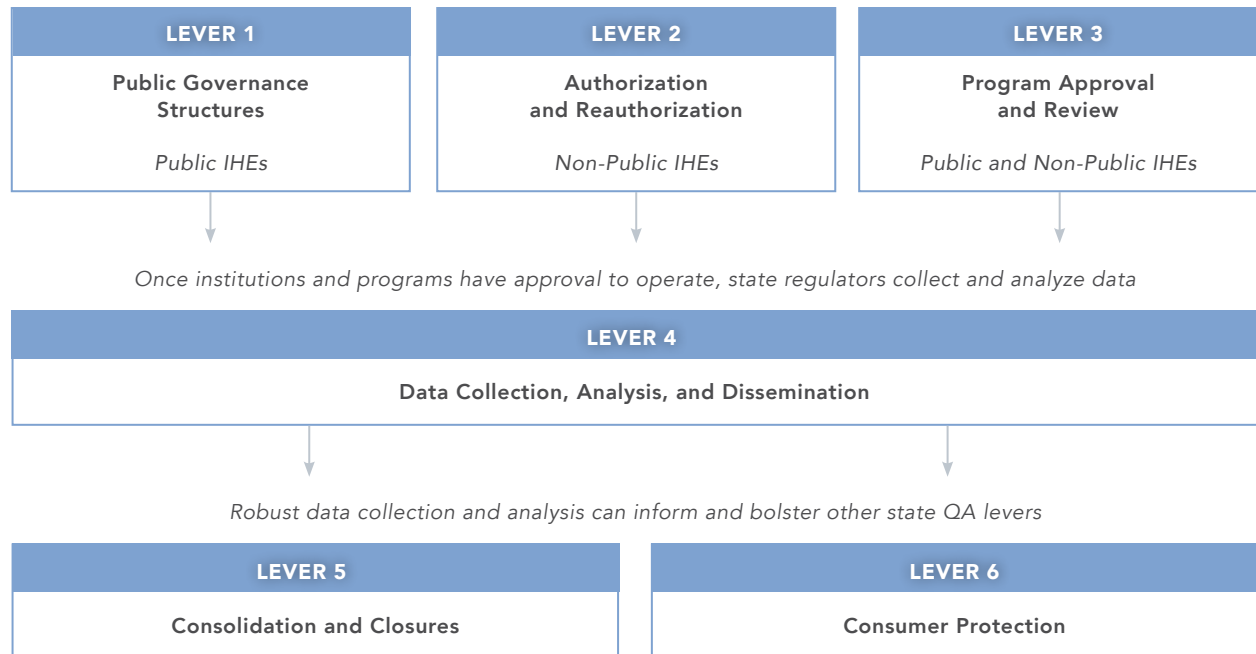 LEVER 1
Public Governance
Structures
Public IHEs
LEVER 2
Authorization
and Reauthorization
Non-Public IHEs
LEVER 3
Program Approval
and Review
Public and Non-Public IHEs
Once institutions and programs have approval to operate, state regulators collect and analyze data
LEVER 4
Data Collection, Analysis, and Dissemination
Robust data collection and analysis can inform and bolster other state QA levers
LEVER 5
Consolidation and Closures
LEVER 6
Consumer Protection